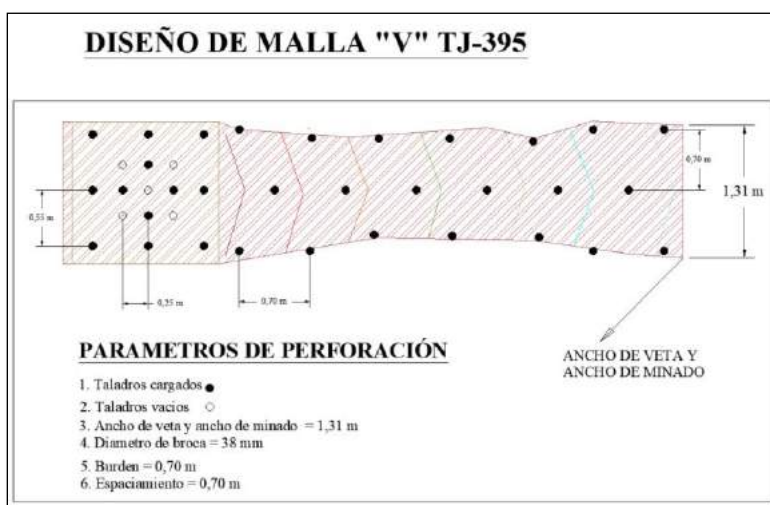 DISEÑO DE MALLA "V" TJ-395
0,70 m
1,31 m
0,55 m
0,25 m
0,70 m
ANCHO DE VETA Y
ANCHO DE MINADO
PARAMETROS DE PERFORACIÓN
1. Taladros cargados
2. Taladros vacios
3. Ancho de veta y ancho de minado = 1,31 m
4. Diametro de broca = 38 mm
5. Burden = 0,70 m
6. Espaciamiento = 0,70 m